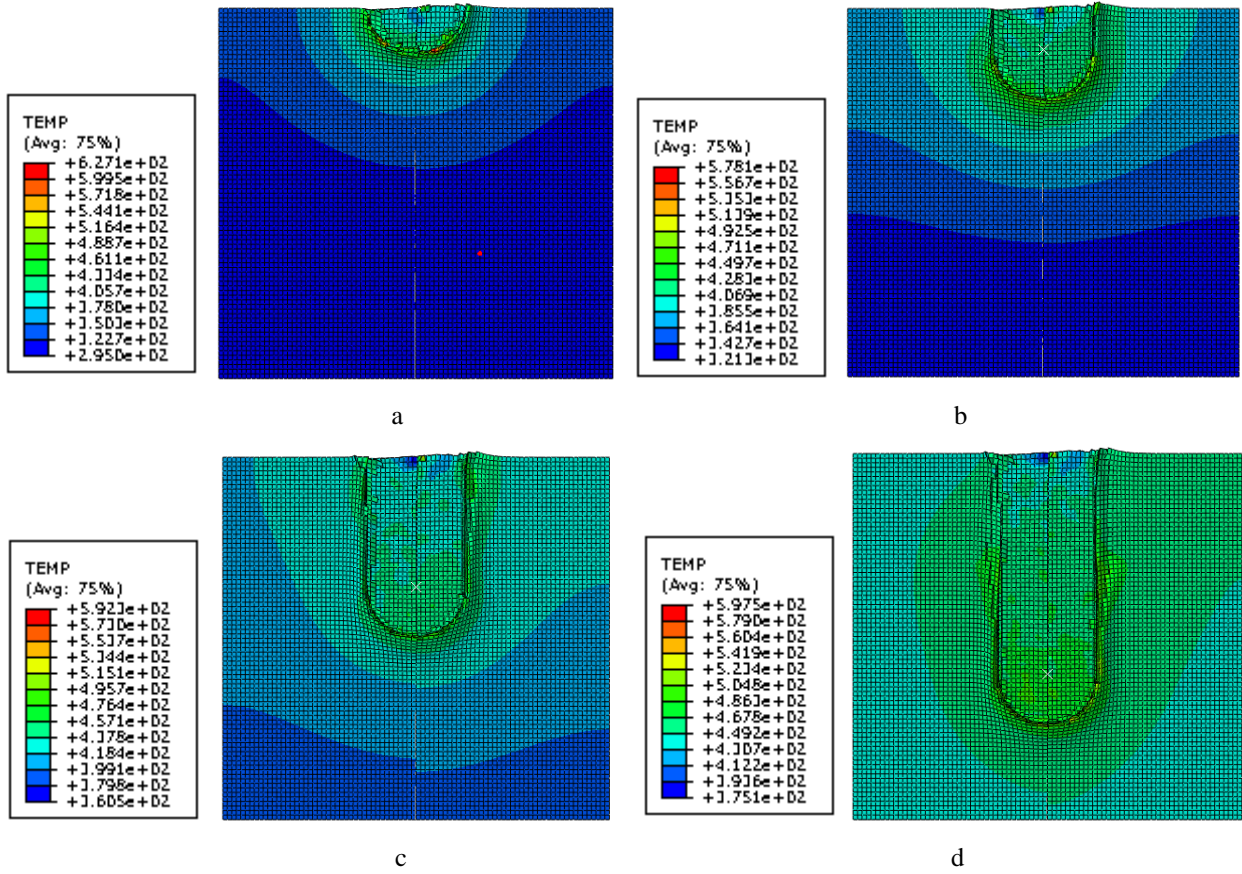 TEMP
(Avg: 75%)
+6.271e+02
+5.995e+02
+5.718e+02
+5.441e+02
+5.164e+02
+4.887e+02
+4.611e+02
+4.334e+02
+4.057e+02
+3.780e+02
+3.503e+02
+3.227e+02
+2.950e+02
a
TEMP
(Avg: 75%)
+5.781e+02
+5.567e+02
+5.353e+02
+5.139e+02
+4.925e+02
+4.711e+02
+4.497e+02
+4.283e+02
+4.069e+02
+3.855e+02
+3.641e+02
+3.427e+02
+3.213e+02
b
TEMP
(Avg: 75%)
+5.923e+02
+5.730e+02
+5.537e+02
+5.344e+02
+5.151e+02
+4.957e+02
+4.764e+02
+4.571e+02
+4.378e+02
+4.184e+02
+3.991e+02
+3.798e+02
+3.605e+02
c
TEMP
(Avg: 75%)
+5.975e+02
+5.790e+02
+5.604e+02
+5.419e+02
+5.234e+02
+5.048e+02
+4.863e+02
+4.678e+02
+4.492e+02
+4.307e+02
+4.122e+02
+3.936e+02
+3.751e+02
d